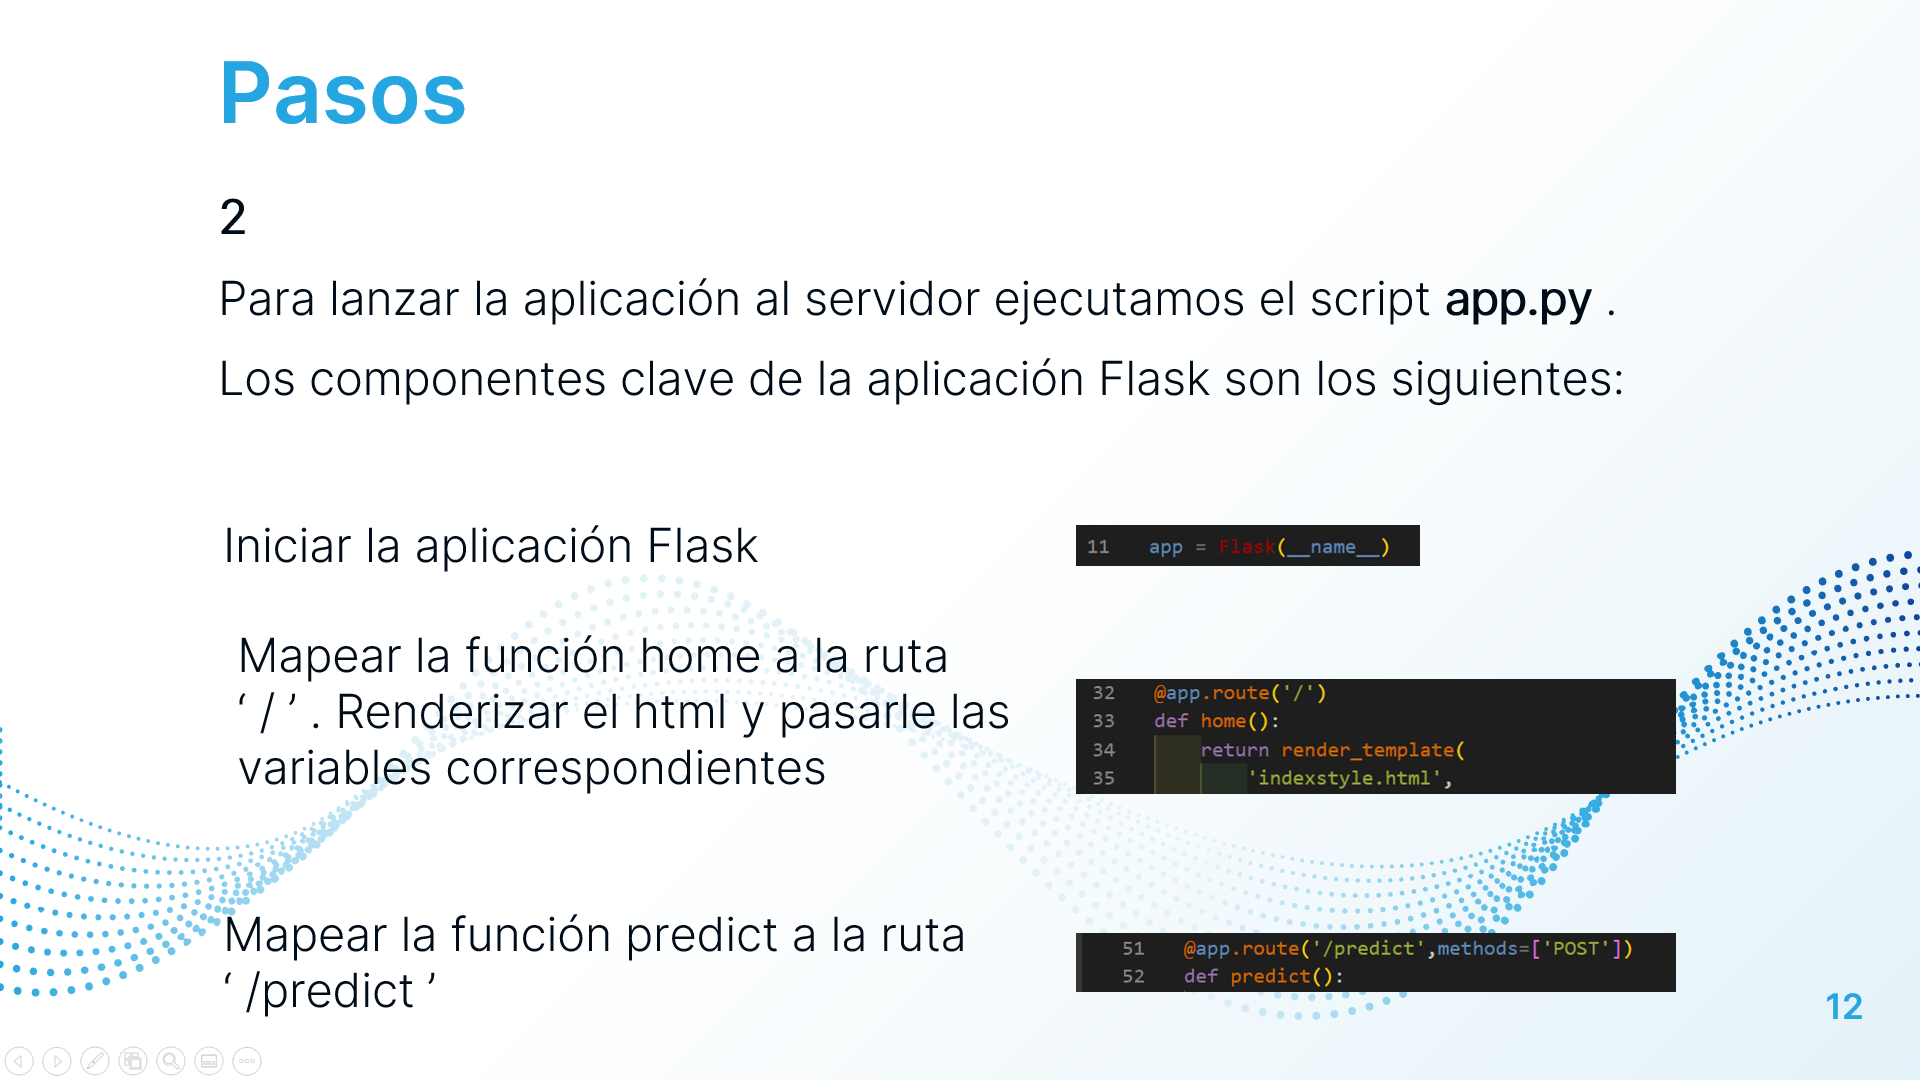 Pasos
2
Para lanzar la aplicación al servidor ejecutamos el script app.py .
Los componentes clave de la aplicación Flask son los siguientes:
Iniciar la aplicación Flask
11 app = Flask(__name__)
Mapear la función home a la ruta
‘ / ’ . Renderizar el html y pasarle las
variables correspondientes
32 @app.route('/')
33 def home():
34 return render_template(
35 'indexstyle.html',
Mapear la función predict a la ruta
‘ /predict ’
51 @app.route('/predict',methods=['POST'])
52 def predict():
12